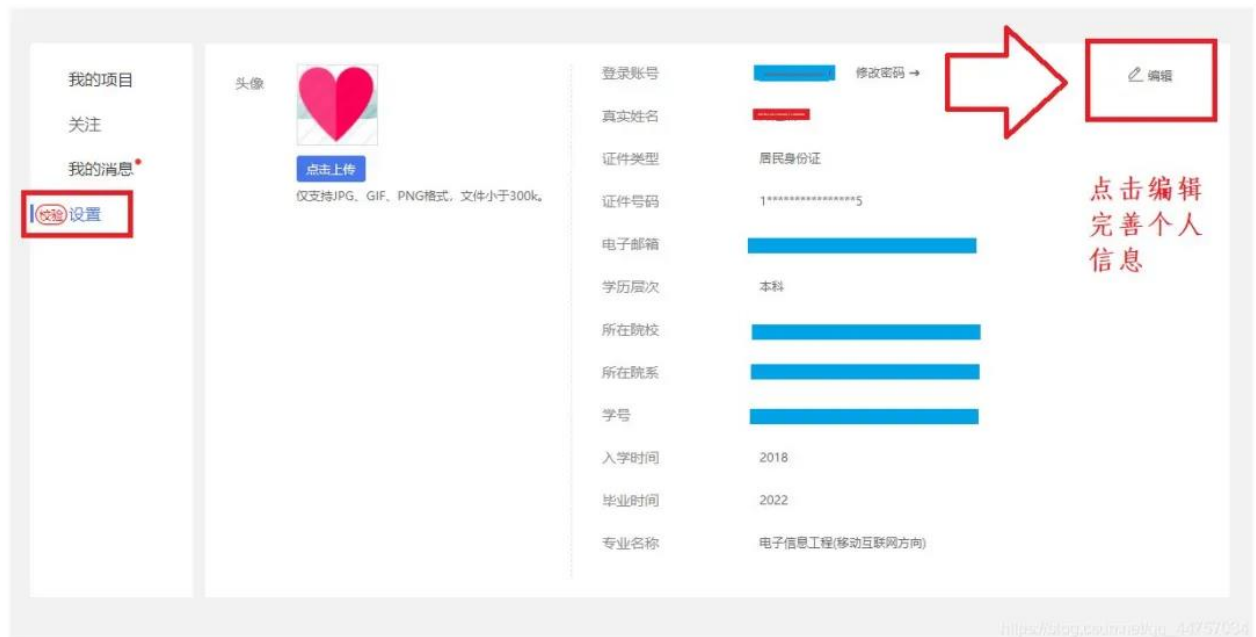 我的项目
关注
我的消息
校验 设置
头像
点击上传
仅支持JPG、GIF、PNG格式，文件小于300k。
登录账号 修改密码 →
真实姓名
证件类型 居民身份证
证件号码 1****************5
电子邮箱
学历层次 本科
所在院校
所在院系
学号
入学时间 2018
毕业时间 2022
专业名称 电子信息工程(移动互联网方向)
编辑
点击编辑
完善个人
信息
https://blog.csdn.net/qq_44757034